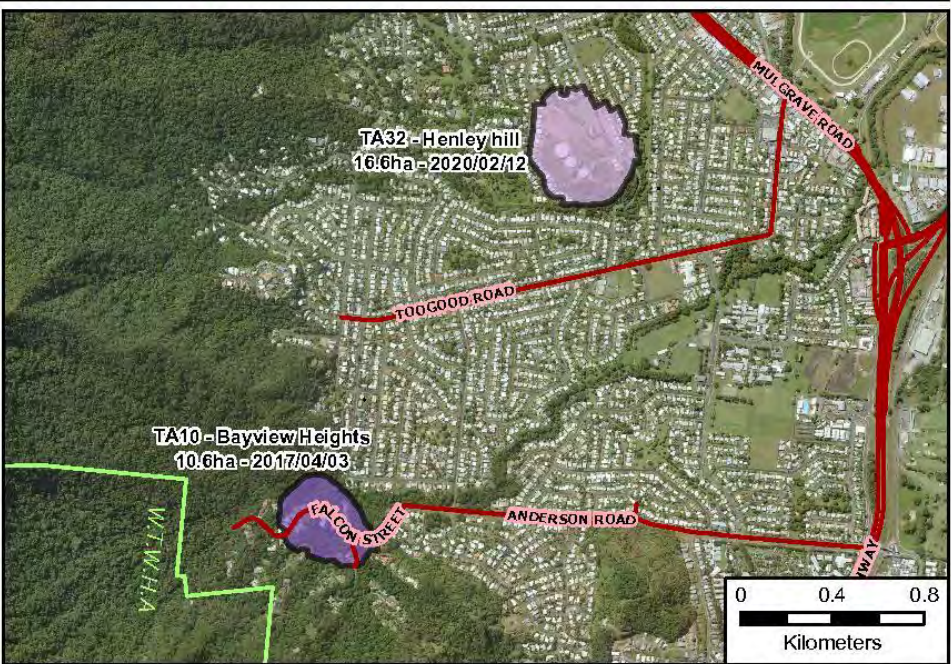 MULGRAVE ROAD
TA32 - Henley hill
16.6ha - 2020/02/12
TOOGOOD ROAD
TA10 - Bayview Heights
10.6ha - 2017/04/03
WTWHA
FALCON STREET
ANDERSON ROAD
HWAY
0 0.4 0.8
Kilometers